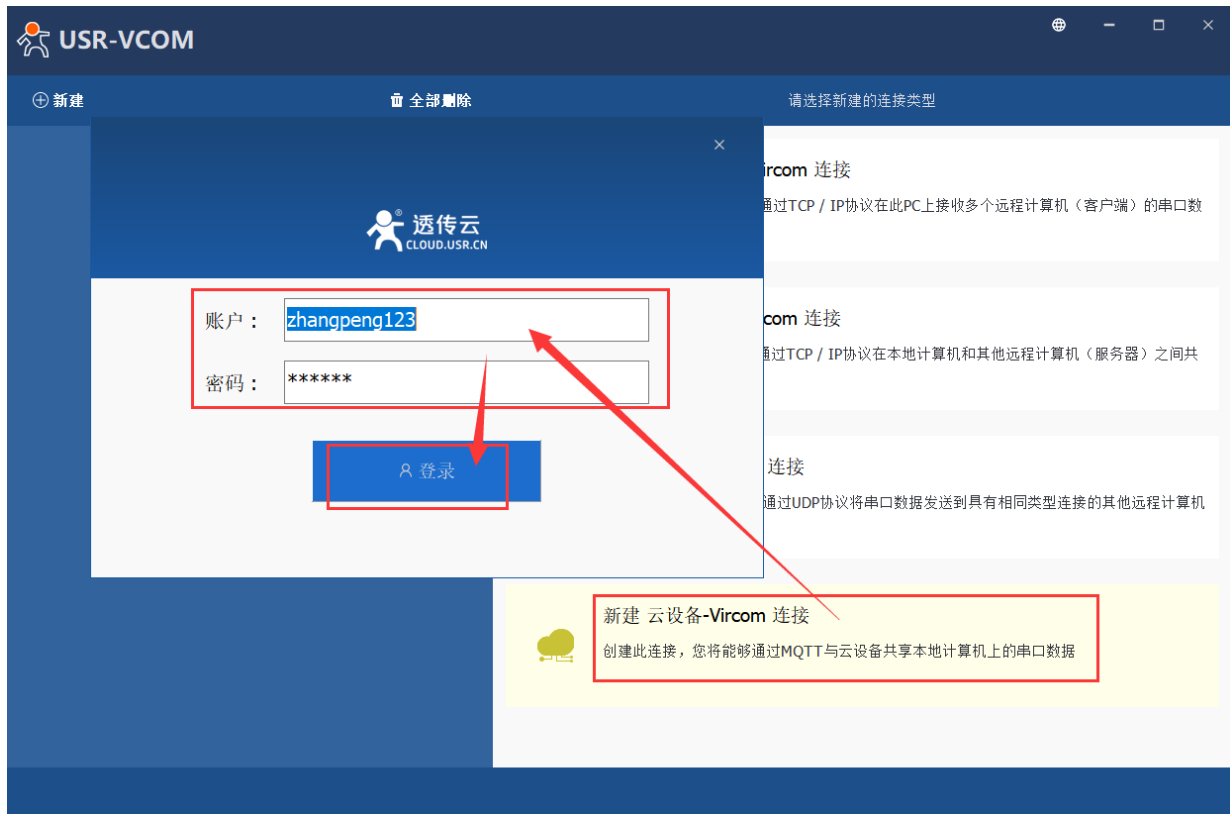 USR-VCOM
新建
全部删除
请选择新建的连接类型
透传云
CLOUD.USR.CN
账户：
zhangpeng123
密码：
******
登录
ircom 连接
通过TCP / IP协议在此PC上接收多个远程计算机（客户端）的串口数
com 连接
通过TCP / IP协议在本地计算机和其他远程计算机（服务器）之间共
连接
通过UDP协议将串口数据发送到具有相同类型连接的其他远程计算机
新建 云设备-Vircom 连接
创建此连接，您将能够通过MQTT与云设备共享本地计算机上的串口数据